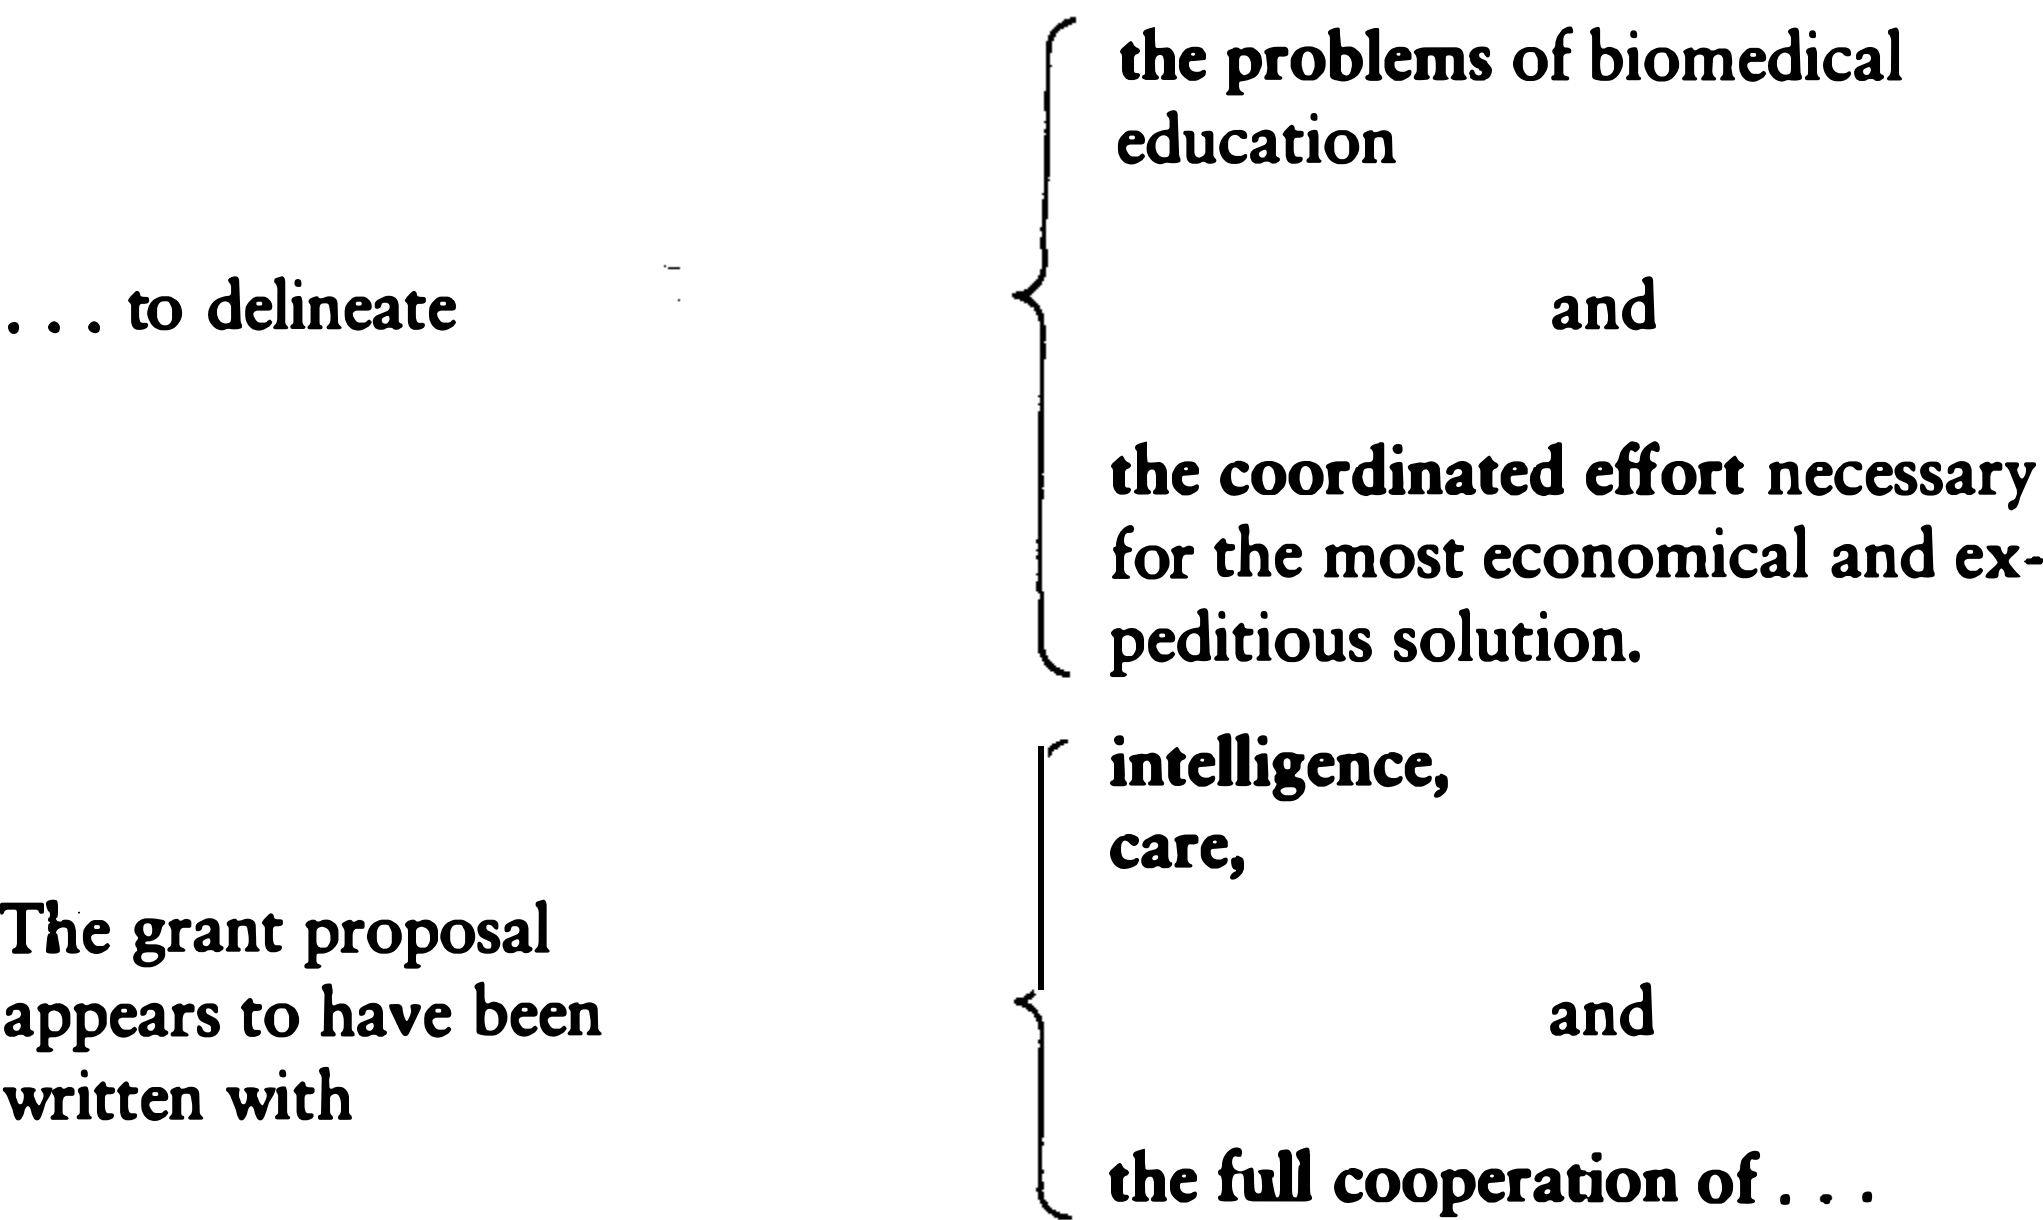 the problems of biomedical
education
. . . to delineate
and
the coordinated effort necessary
for the most economical and ex-
peditious solution.
intelligence,
care,
The grant proposal
appears to have been
written with
and
the full cooperation of . . .